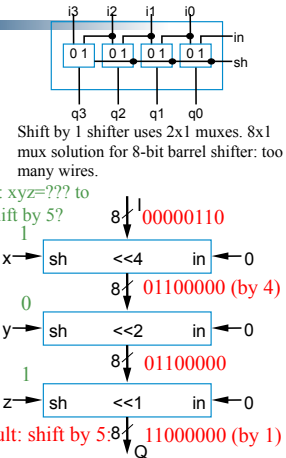 i3 i2 i1 i0
in
0 1 0 1 0 1 0 1
sh
q3 q2 q1 q0
Shift by 1 shifter uses 2x1 muxes. 8x1
mux solution for 8-bit barrel shifter: too
many wires.
: xyz=??? to
ift by 5?
8 I 00000110
1
x sh <<4 in 0
8 01100000 (by 4)
0
y sh <<2 in 0
8 01100000
1
z sh <<1 in 0
ult: shift by 5: 8 11000000 (by 1)
Q